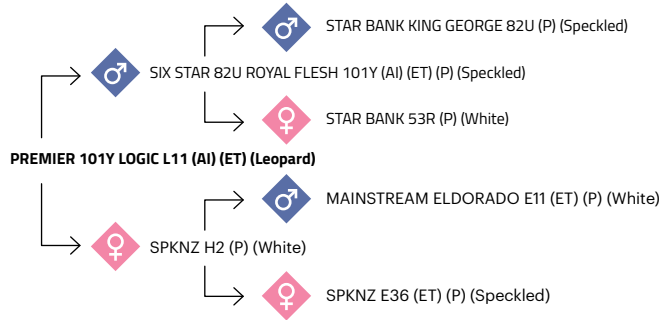 STAR BANK KING GEORGE 82U (P) (Speckled)
SIX STAR 82U ROYAL FLESH 101Y (AI) (ET) (P) (Speckled)
STAR BANK 53R (P) (White)
PREMIER 101Y LOGIC L11 (AI) (ET) (Leopard)
MAINSTREAM ELDORADO E11 (ET) (P) (White)
SPKNZ H2 (P) (White)
SPKNZ E36 (ET) (P) (Speckled)